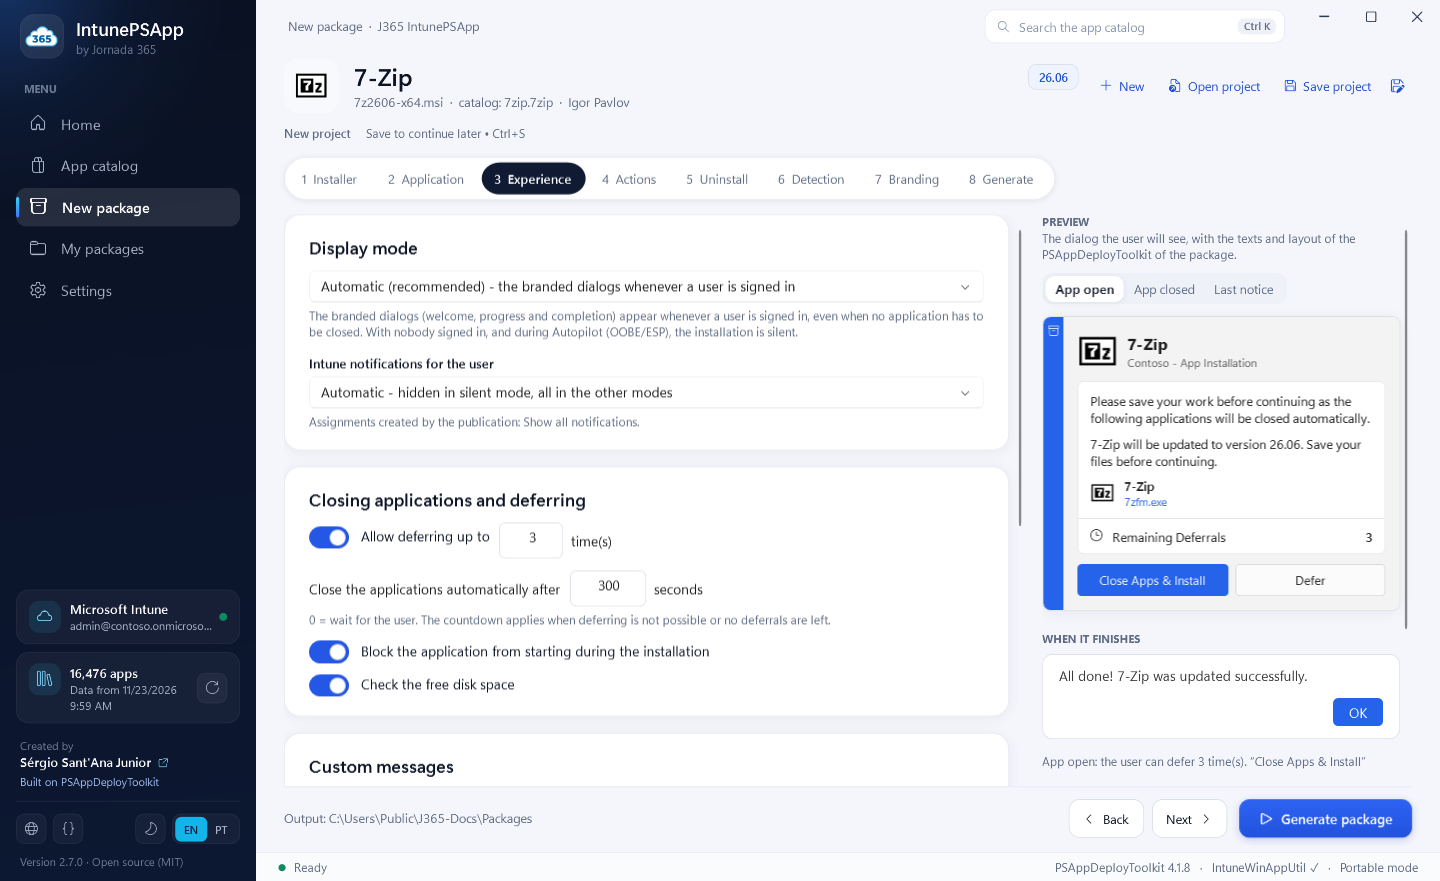 365
IntunePSApp
by Jornada 365
MENU
Home
App catalog
New package
My packages
Settings
Microsoft Intune
admin@contoso.onmicroso...
16,476 apps
Data from 11/23/2026
9:59 AM
Created by
Sérgio Sant'Ana Junior
Built on PSAppDeployToolkit
{}
EN
PT
Version 2.7.0 · Open source (MIT)
New package · J365 IntunePSApp
Search the app catalog
Ctrl K
7z
7-Zip
7z2606-x64.msi · catalog: 7zip.7zip · Igor Pavlov
26.06
New
Open project
Save project
New project
Save to continue later • Ctrl+S
1 Installer
2 Application
3 Experience
4 Actions
5 Uninstall
6 Detection
7 Branding
8 Generate
Display mode
Automatic (recommended) - the branded dialogs whenever a user is signed in
The branded dialogs (welcome, progress and completion) appear whenever a user is signed in, even when no application has to
be closed. With nobody signed in, and during Autopilot (OOBE/ESP), the installation is silent.
Intune notifications for the user
Automatic - hidden in silent mode, all in the other modes
Assignments created by the publication: Show all notifications.
Closing applications and deferring
Allow deferring up to 3 time(s)
Close the applications automatically after 300 seconds
0 = wait for the user. The countdown applies when deferring is not possible or no deferrals are left.
Block the application from starting during the installation
Check the free disk space
Custom messages
PREVIEW
The dialog the user will see, with the texts and layout of the
PSAppDeployToolkit of the package.
App open
App closed
Last notice
7z
7-Zip
Contoso - App Installation
Please save your work before continuing as the
following applications will be closed automatically.
7-Zip will be updated to version 26.06. Save your
files before continuing.
7z
7-Zip
7zfm.exe
Remaining Deferrals 3
Close Apps & Install
Defer
WHEN IT FINISHES
All done! 7-Zip was updated successfully.
OK
App open: the user can defer 3 time(s). "Close Apps & Install"
Output: C:\Users\Public\J365-Docs\Packages
Back
Next
Generate package
Ready
PSAppDeployToolkit 4.1.8 · IntuneWinAppUtil ✓ · Portable mode